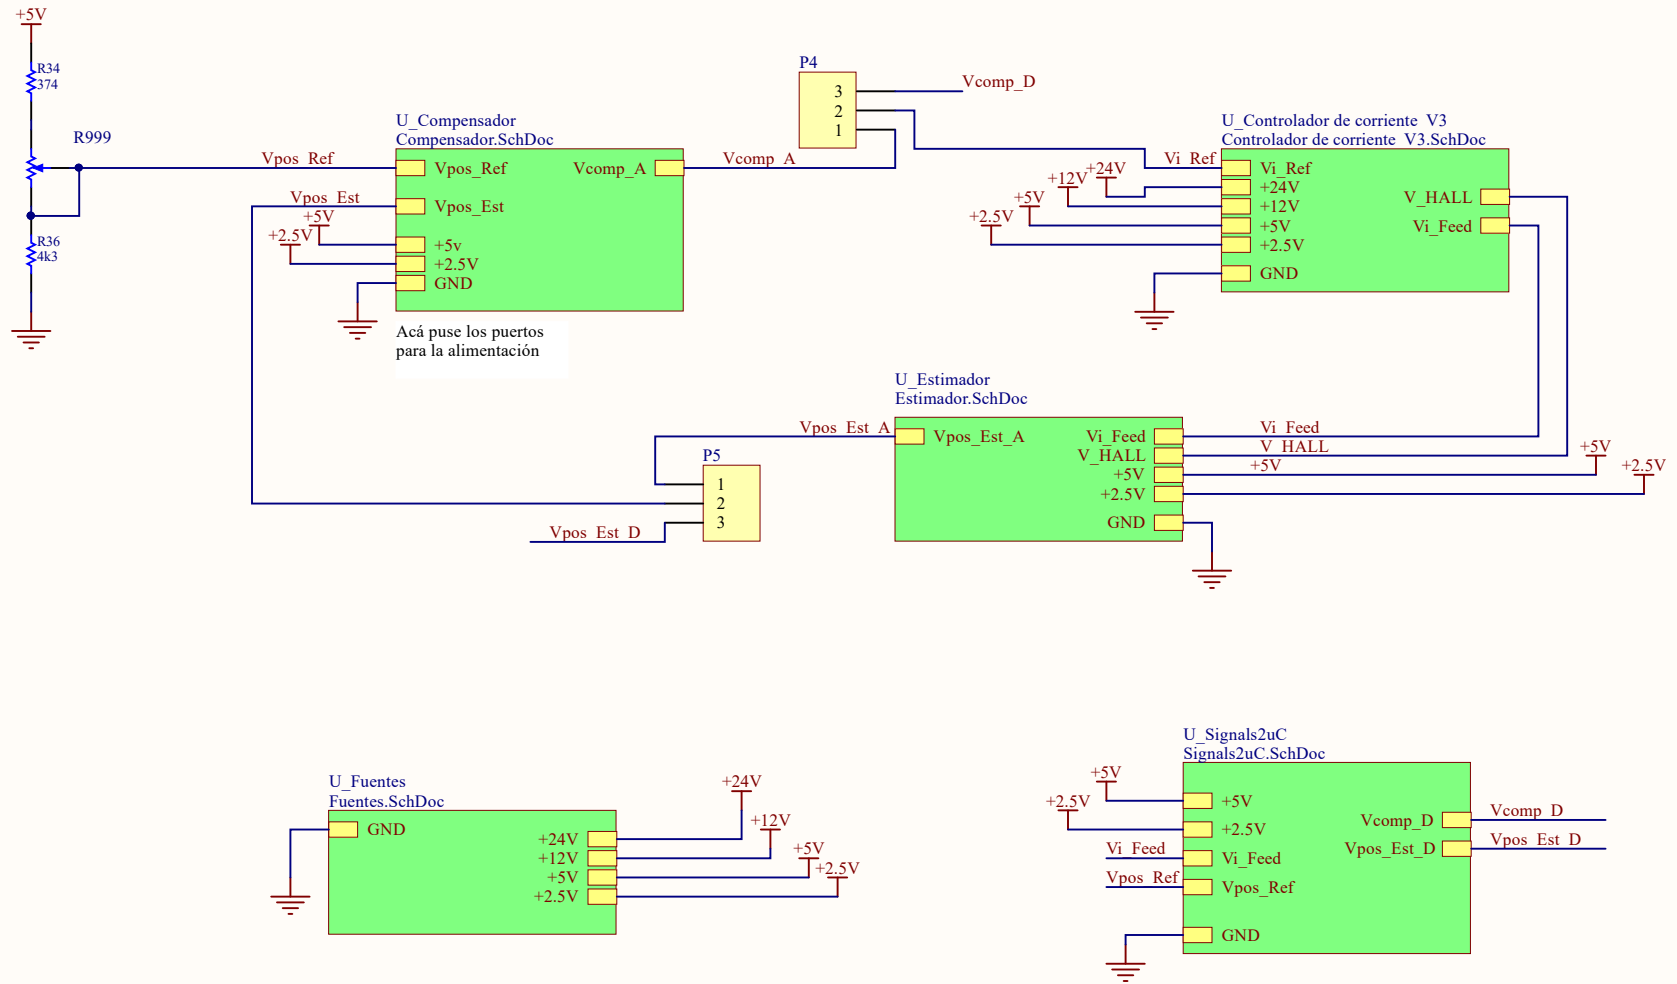 +5V
R34
374
R999
R36
4k3
Vpos_Ref
Vpos_Est
+5V
+2.5V
U_Compensador
Compensador.SchDoc
Vpos_Ref
Vcomp_A
Vpos_Est
+5v
+2.5V
GND
Acá puse los puertos
para la alimentación
Vcomp_A
P4
3
2
1
Vcomp_D
U_Controlador de corriente_V3
Controlador de corriente_V3.SchDoc
Vi_Ref
+24V
+12V
+5V
+2.5V
Vi_Ref
+24V
+12V
+5V
+2.5V
GND
V_HALL
Vi_Feed
U_Estimador
Estimador.SchDoc
Vpos_Est_A
Vpos_Est_A
Vi_Feed
V_HALL
+5V
+2.5V
GND
Vi_Feed
V_HALL
+5V
+5V
+2.5V
P5
1
2
3
Vpos_Est_D
U_Fuentes
Fuentes.SchDoc
GND
+24V
+12V
+5V
+2.5V
+24V
+12V
+5V
+2.5V
U_Signals2uC
Signals2uC.SchDoc
+5V
+2.5V
Vi_Feed
Vpos_Ref
+5V
+2.5V
Vi_Feed
Vpos_Ref
GND
Vcomp_D
Vpos_Est_D
Vcomp_D
Vpos_Est_D